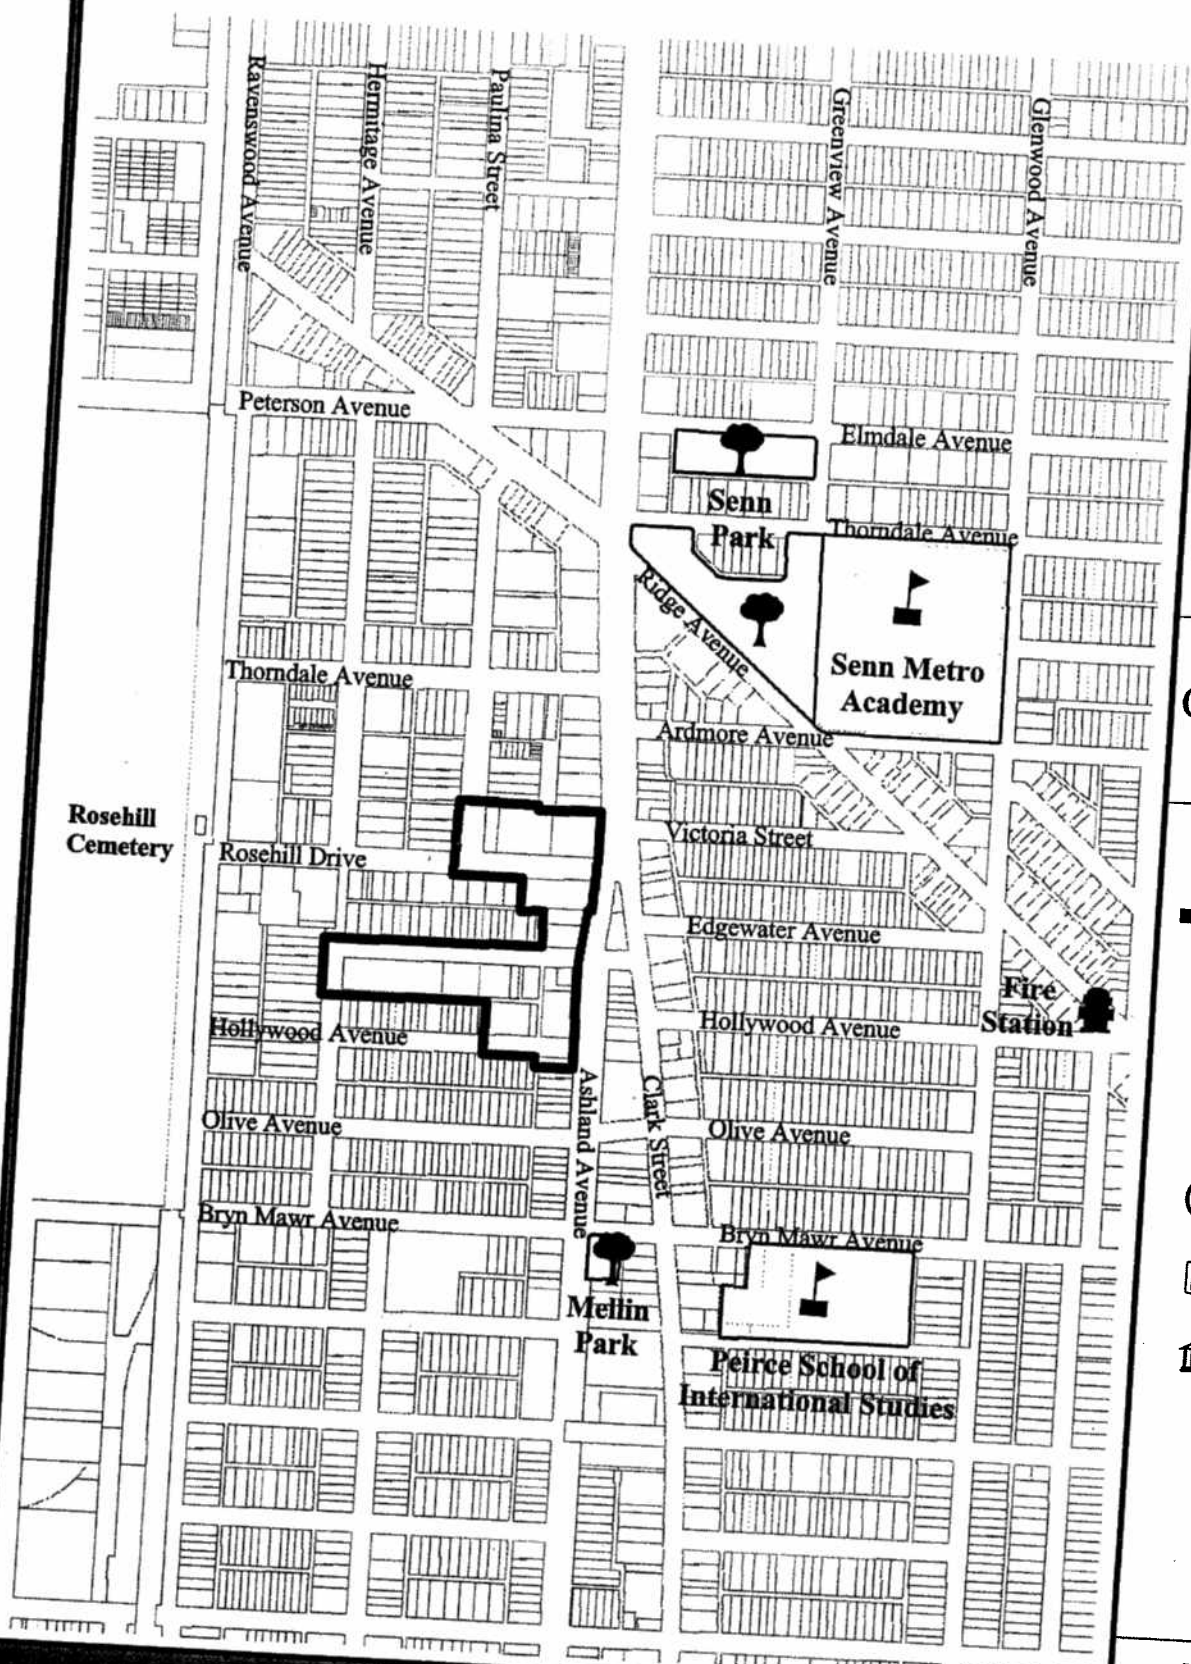 Ravenswood Avenue
Hermitage Avenue
Paulina Street
Greenview Avenue
Glenwood Avenue
Peterson Avenue
Elmdale Avenue
Senn
Park
Thorndale Avenue
Ridge Avenue
Senn Metro
Academy
Thorndale Avenue
Ardmore Avenue
Rosehill
Cemetery
Victoria Street
Rosehill Drive
Edgewater Avenue
Fire
Station
Hollywood Avenue
Hollywood Avenue
Ashland Avenue
Clark Street
Olive Avenue
Olive Avenue
Bryn Mawr Avenue
Bryn Mawr Avenue
Mellin
Park
Peirce School of
International Studies